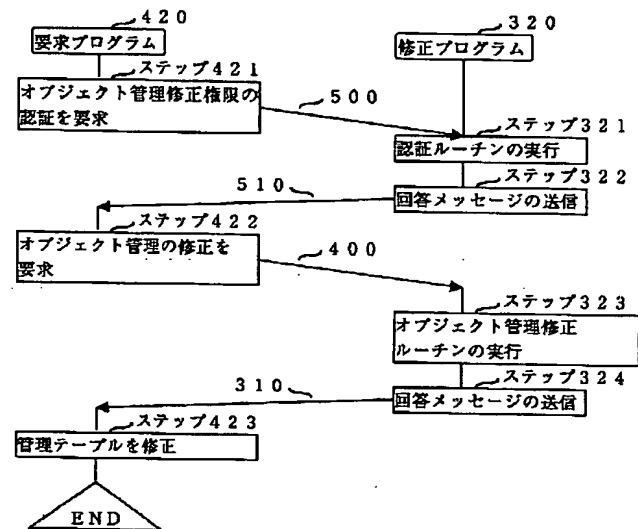 420
要求プログラム
ステップ421
オブジェクト管理修正権限の
認証を要求
320
修正プログラム
500
ステップ321
認証ルーチンの実行
ステップ322
回答メッセージの送信
510
ステップ422
オブジェクト管理の修正を
要求
400
ステップ323
オブジェクト管理修正
ルーチンの実行
ステップ324
回答メッセージの送信
310
ステップ423
管理テーブルを修正
END